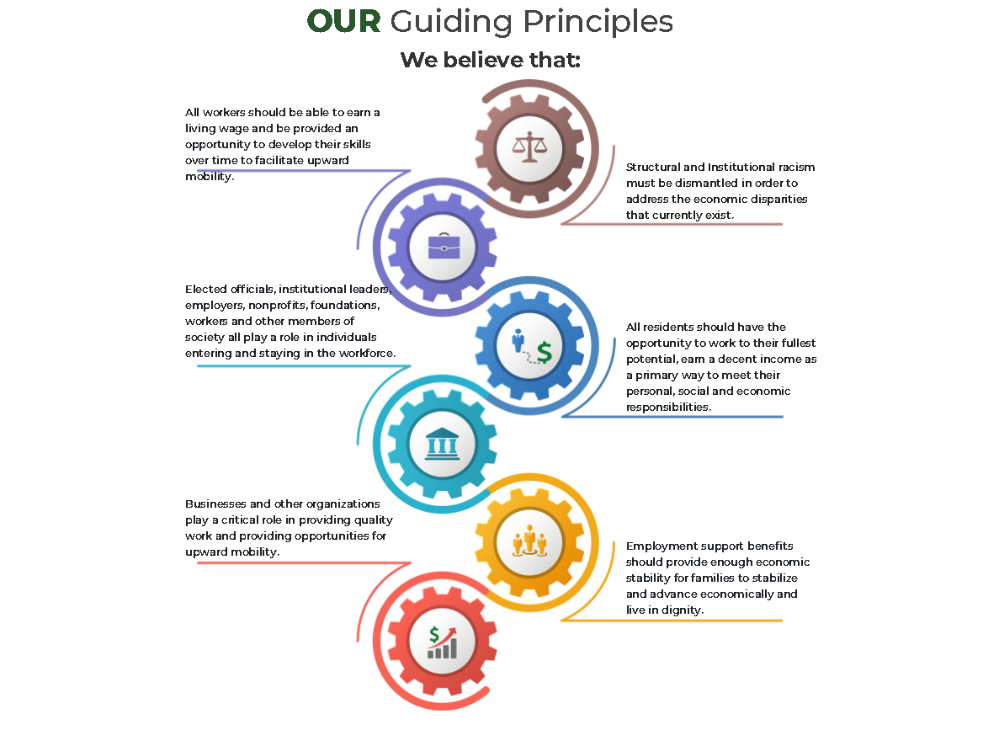 OUR Guiding Principles
We believe that:
All workers should be able to earn a
living wage and be provided an
opportunity to develop their skills
over time to facilitate upward
mobility.
Structural and Institutional racism
must be dismantled in order to
address the economic disparities
that currently exist.
Elected officials, institutional leaders,
employers, nonprofits, foundations,
workers and other members of
society all play a role in individuals
entering and staying in the workforce.
All residents should have the
opportunity to work to their fullest
potential, earn a decent income as
a primary way to meet their
personal, social and economic
responsibilities.
Businesses and other organizations
play a critical role in providing quality
work and providing opportunities for
upward mobility.
Employment support benefits
should provide enough economic
stability for families to stabilize
and advance economically and
live in dignity.